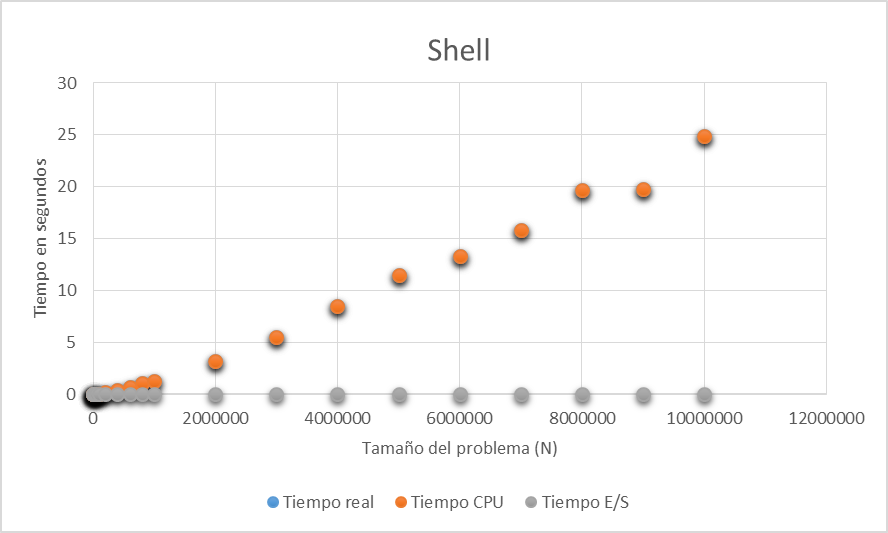 Shell
30
25
20
15
10
5
0
Tiempo en segundos
0 2000000 4000000 6000000 8000000 10000000 12000000
Tamaño del problema (N)
Tiempo real Tiempo CPU Tiempo E/S